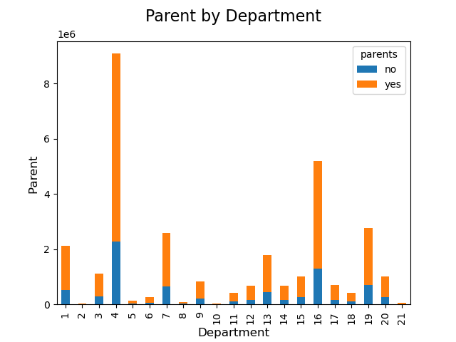 Parent by Department
1e6
parents
no
yes
8
6
4
2
0
Parent
1 2 3 4 5 6 7 8 9 10 11 12 13 14 15 16 17 18 19 20 21
Department